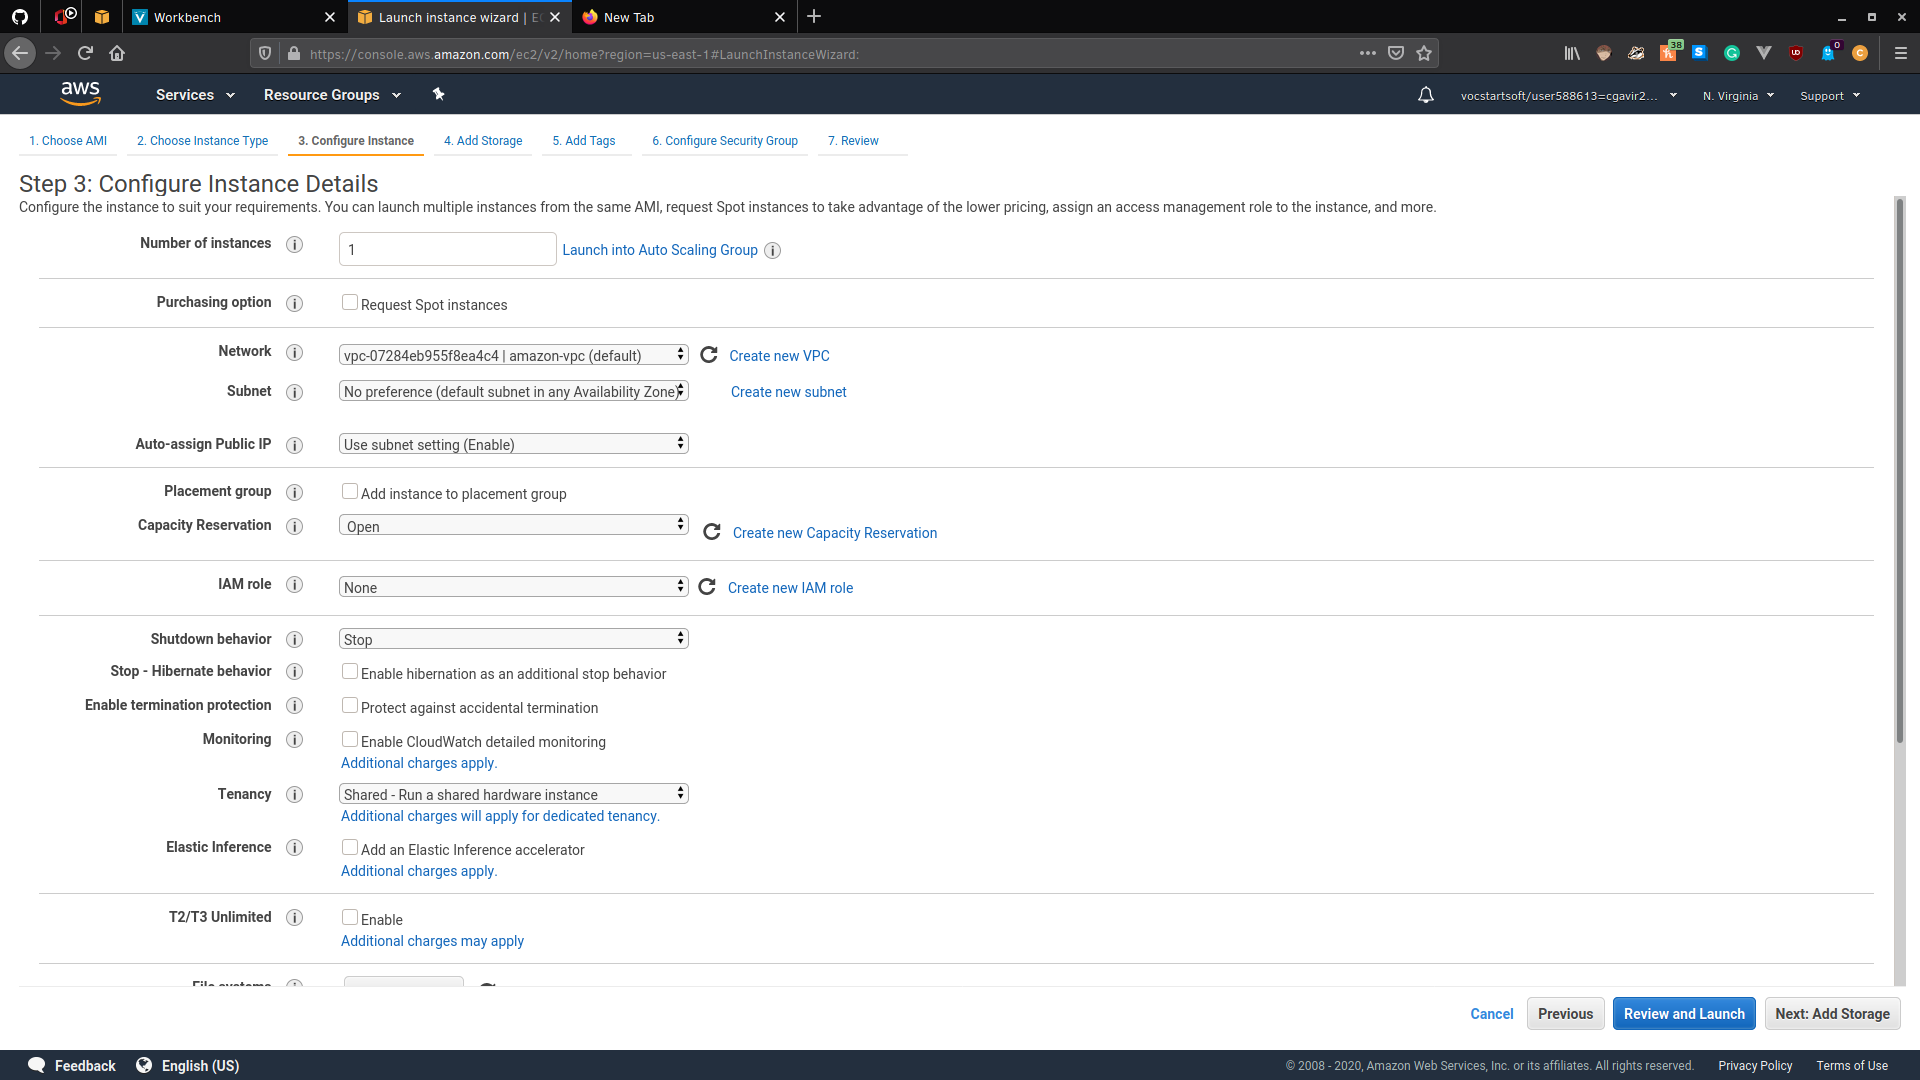 Workbench
Launch instance wizard | EC
New Tab
https://console.aws.amazon.com/ec2/v2/home?region=us-east-1#LaunchInstanceWizard:
38
0
aws
Services
Resource Groups
vocstartsoft/user588613=cgavir2...
N. Virginia
Support
1. Choose AMI
2. Choose Instance Type
3. Configure Instance
4. Add Storage
5. Add Tags
6. Configure Security Group
7. Review
Step 3: Configure Instance Details
Configure the instance to suit your requirements. You can launch multiple instances from the same AMI, request Spot instances to take advantage of the lower pricing, assign an access management role to the instance, and more.
Number of instances
1
Launch into Auto Scaling Group
Purchasing option
Request Spot instances
Network
vpc-07284eb955f8ea4c4 | amazon-vpc (default)
Create new VPC
Subnet
No preference (default subnet in any Availability Zone)
Create new subnet
Auto-assign Public IP
Use subnet setting (Enable)
Placement group
Add instance to placement group
Capacity Reservation
Open
Create new Capacity Reservation
IAM role
None
Create new IAM role
Shutdown behavior
Stop
Stop - Hibernate behavior
Enable hibernation as an additional stop behavior
Enable termination protection
Protect against accidental termination
Monitoring
Enable CloudWatch detailed monitoring
Additional charges apply.
Tenancy
Shared - Run a shared hardware instance
Additional charges will apply for dedicated tenancy.
Elastic Inference
Add an Elastic Inference accelerator
Additional charges apply.
T2/T3 Unlimited
Enable
Additional charges may apply
File systems
Cancel
Previous
Review and Launch
Next: Add Storage
Feedback
English (US)
© 2008 - 2020, Amazon Web Services, Inc. or its affiliates. All rights reserved.
Privacy Policy
Terms of Use